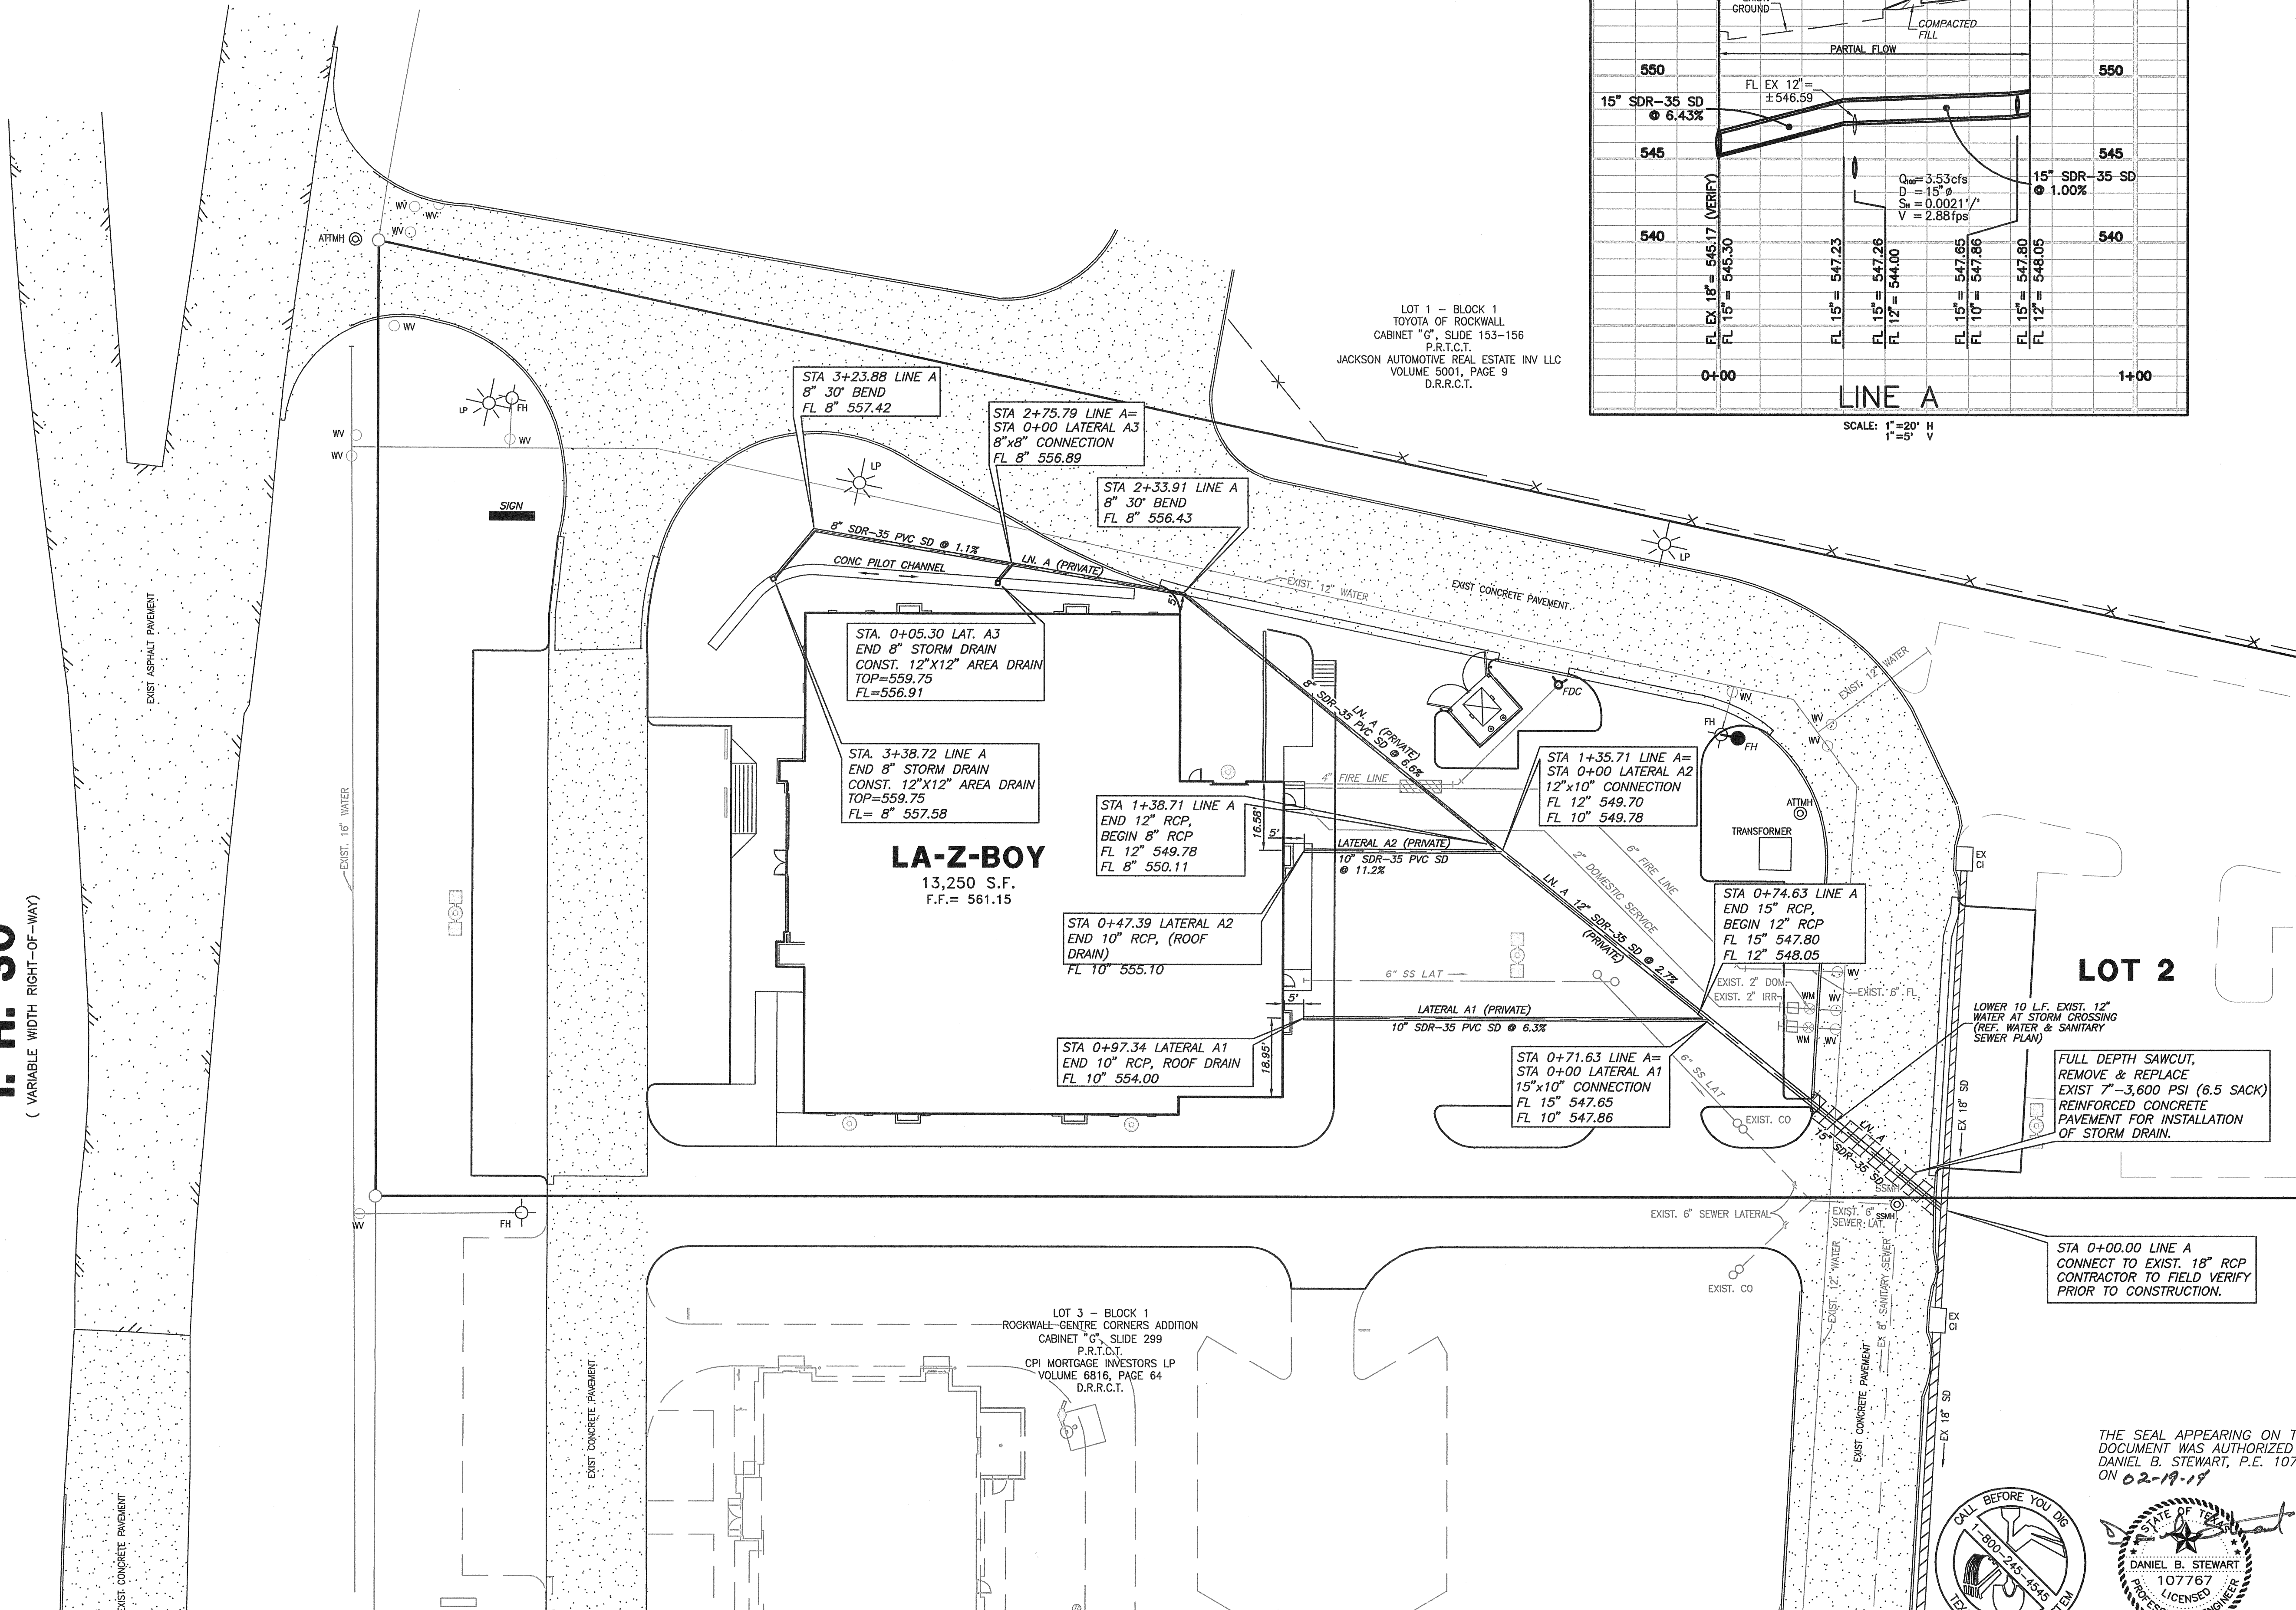 GROUND
COMPACTED
FILL
PARTIAL FLOW
550
550
FL EX 12"=
±546.59
15" SDR-35 SD
@ 6.43%
545
545
Q100=3.53cfs
D = 15"ø
SH = 0.0021'/'
V = 2.88fps
15" SDR-35 SD
@ 1.00%
540
540
FL EX 18"= 545.17 (VERIFY)
FL 15"= 545.30
FL 15"= 547.23
FL 15"= 547.26
FL 12"= 544.00
FL 15"= 547.65
FL 10"= 547.86
FL 15"= 547.80
FL 12"= 548.05
0+00
1+00
LINE A
SCALE: 1"=20' H
1"=5' V
WV
WV
WV
ATTMH
WV
LOT 1 - BLOCK 1
TOYOTA OF ROCKWALL
CABINET "G", SLIDE 153-156
P.R.T.C.T.
JACKSON AUTOMOTIVE REAL ESTATE INV LLC
VOLUME 5001, PAGE 9
D.R.R.C.T.
STA 3+23.88 LINE A
8" 30° BEND
FL 8" 557.42
STA 2+75.79 LINE A=
STA 0+00 LATERAL A3
8"x8" CONNECTION
FL 8" 556.89
STA 2+33.91 LINE A
8" 30° BEND
FL 8" 556.43
LP
FH
WV
WV
WV
LP
SIGN
8" SDR-35 PVC SD @ 1.1%
LN. A (PRIVATE)
CONC PILOT CHANNEL
5'
EXIST. 12" WATER
EXIST CONCRETE PAVEMENT
LP
EXIST ASPHALT PAVEMENT
STA. 0+05.30 LAT. A3
END 8" STORM DRAIN
CONST. 12"X12" AREA DRAIN
TOP=559.75
FL=556.91
EXIST. 12" WATER
FDC
WV
WV
WV
FH
FH
8" SDR-35 PVC SD @ 6.6%
LN. A (PRIVATE)
STA. 3+38.72 LINE A
END 8" STORM DRAIN
CONST. 12"X12" AREA DRAIN
TOP=559.75
FL= 8" 557.58
4" FIRE LINE
STA 1+35.71 LINE A=
STA 0+00 LATERAL A2
12"x10" CONNECTION
FL 12" 549.70
FL 10" 549.78
EXIST. 16" WATER
STA 1+38.71 LINE A
END 12" RCP,
BEGIN 8" RCP
FL 12" 549.78
FL 8" 550.11
16.58'
5'
ATTMH
TRANSFORMER
LATERAL A2 (PRIVATE)
10" SDR-35 PVC SD
@ 11.2%
LA-Z-BOY
13,250 S.F.
F.F.= 561.15
6" FIRE LINE
2" DOMESTIC SERVICE
LN. A 12" SDR-35 SD @ 2.7%
(PRIVATE)
EX
CI
STA 0+74.63 LINE A
END 15" RCP,
BEGIN 12" RCP
FL 15" 547.80
FL 12" 548.05
STA 0+47.39 LATERAL A2
END 10" RCP, (ROOF
DRAIN)
FL 10" 555.10
6" SS LAT
( VARIABLE WIDTH RIGHT-OF-WAY)
LOT 2
WV
EXIST. 2" DOM
EXIST. 2" IRR
EXIST. 6" FL
WM
WV
WM
WV
5'
LATERAL A1 (PRIVATE)
10" SDR-35 PVC SD @ 6.3%
LOWER 10 L.F. EXIST. 12"
WATER AT STORM CROSSING
(REF. WATER & SANITARY
SEWER PLAN)
STA 0+97.34 LATERAL A1
END 10" RCP, ROOF DRAIN
FL 10" 554.00
18.95'
STA 0+71.63 LINE A=
STA 0+00 LATERAL A1
15"x10" CONNECTION
FL 15" 547.65
FL 10" 547.86
6" SS LAT
FULL DEPTH SAWCUT,
REMOVE & REPLACE
EXIST 7"-3,600 PSI (6.5 SACK)
REINFORCED CONCRETE
PAVEMENT FOR INSTALLATION
OF STORM DRAIN.
EX 18" SD
EXIST. CO
LN. A
15" SDR-35 SD
SSMH
SSMH
WV
FH
EXIST. 6" SEWER LATERAL
EXIST. 6"
SEWER LAT.
STA 0+00.00 LINE A
CONNECT TO EXIST. 18" RCP
CONTRACTOR TO FIELD VERIFY
PRIOR TO CONSTRUCTION.
EXIST. CO
EXIST. 12" WATER
EX 8" SANITARY SEWER
EX
CI
LOT 3 - BLOCK 1
ROCKWALL CENTRE CORNERS ADDITION
CABINET "G", SLIDE 299
P.R.T.C.T.
CPI MORTGAGE INVESTORS LP
VOLUME 6816, PAGE 64
D.R.R.C.T.
EXIST CONCRETE PAVEMENT
EXIST CONCRETE PAVEMENT
EXIST CONCRETE PAVEMENT
EX 18" SD
THE SEAL APPEARING ON
DOCUMENT WAS AUTHORIZED
DANIEL B. STEWART, P.E.
ON 02-19-14
CALL BEFORE YOU DIG
1-800-245-4545
STATE OF TEXAS
DANIEL B. STEWART
107767
LICENSED